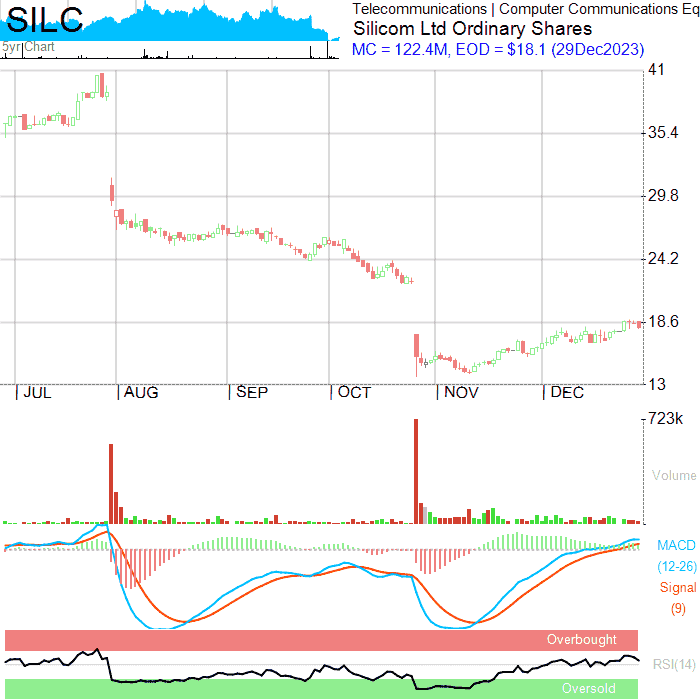 SILC
5yr Chart
Telecommunications | Computer Communications Eq
Silicom Ltd Ordinary Shares
MC = 122.4M, EOD = $18.1 (29Dec2023)
41
35.4
29.8
24.2
18.6
13
JUL AUG SEP OCT NOV DEC
723k
Volume
MACD
(12-26)
Signal
(9)
Overbought
RSI(14)
Oversold